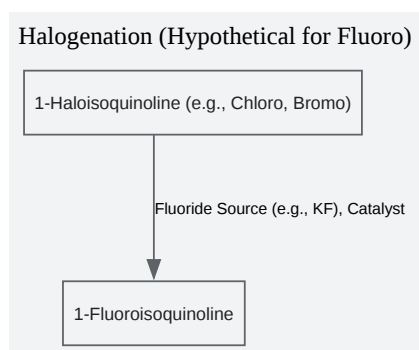 Halogenation (Hypothetical for Fluoro)
1-Haloisoquinoline (e.g., Chloro, Bromo)
Fluoride Source (e.g., KF), Catalyst
1-Fluoroisoquinoline